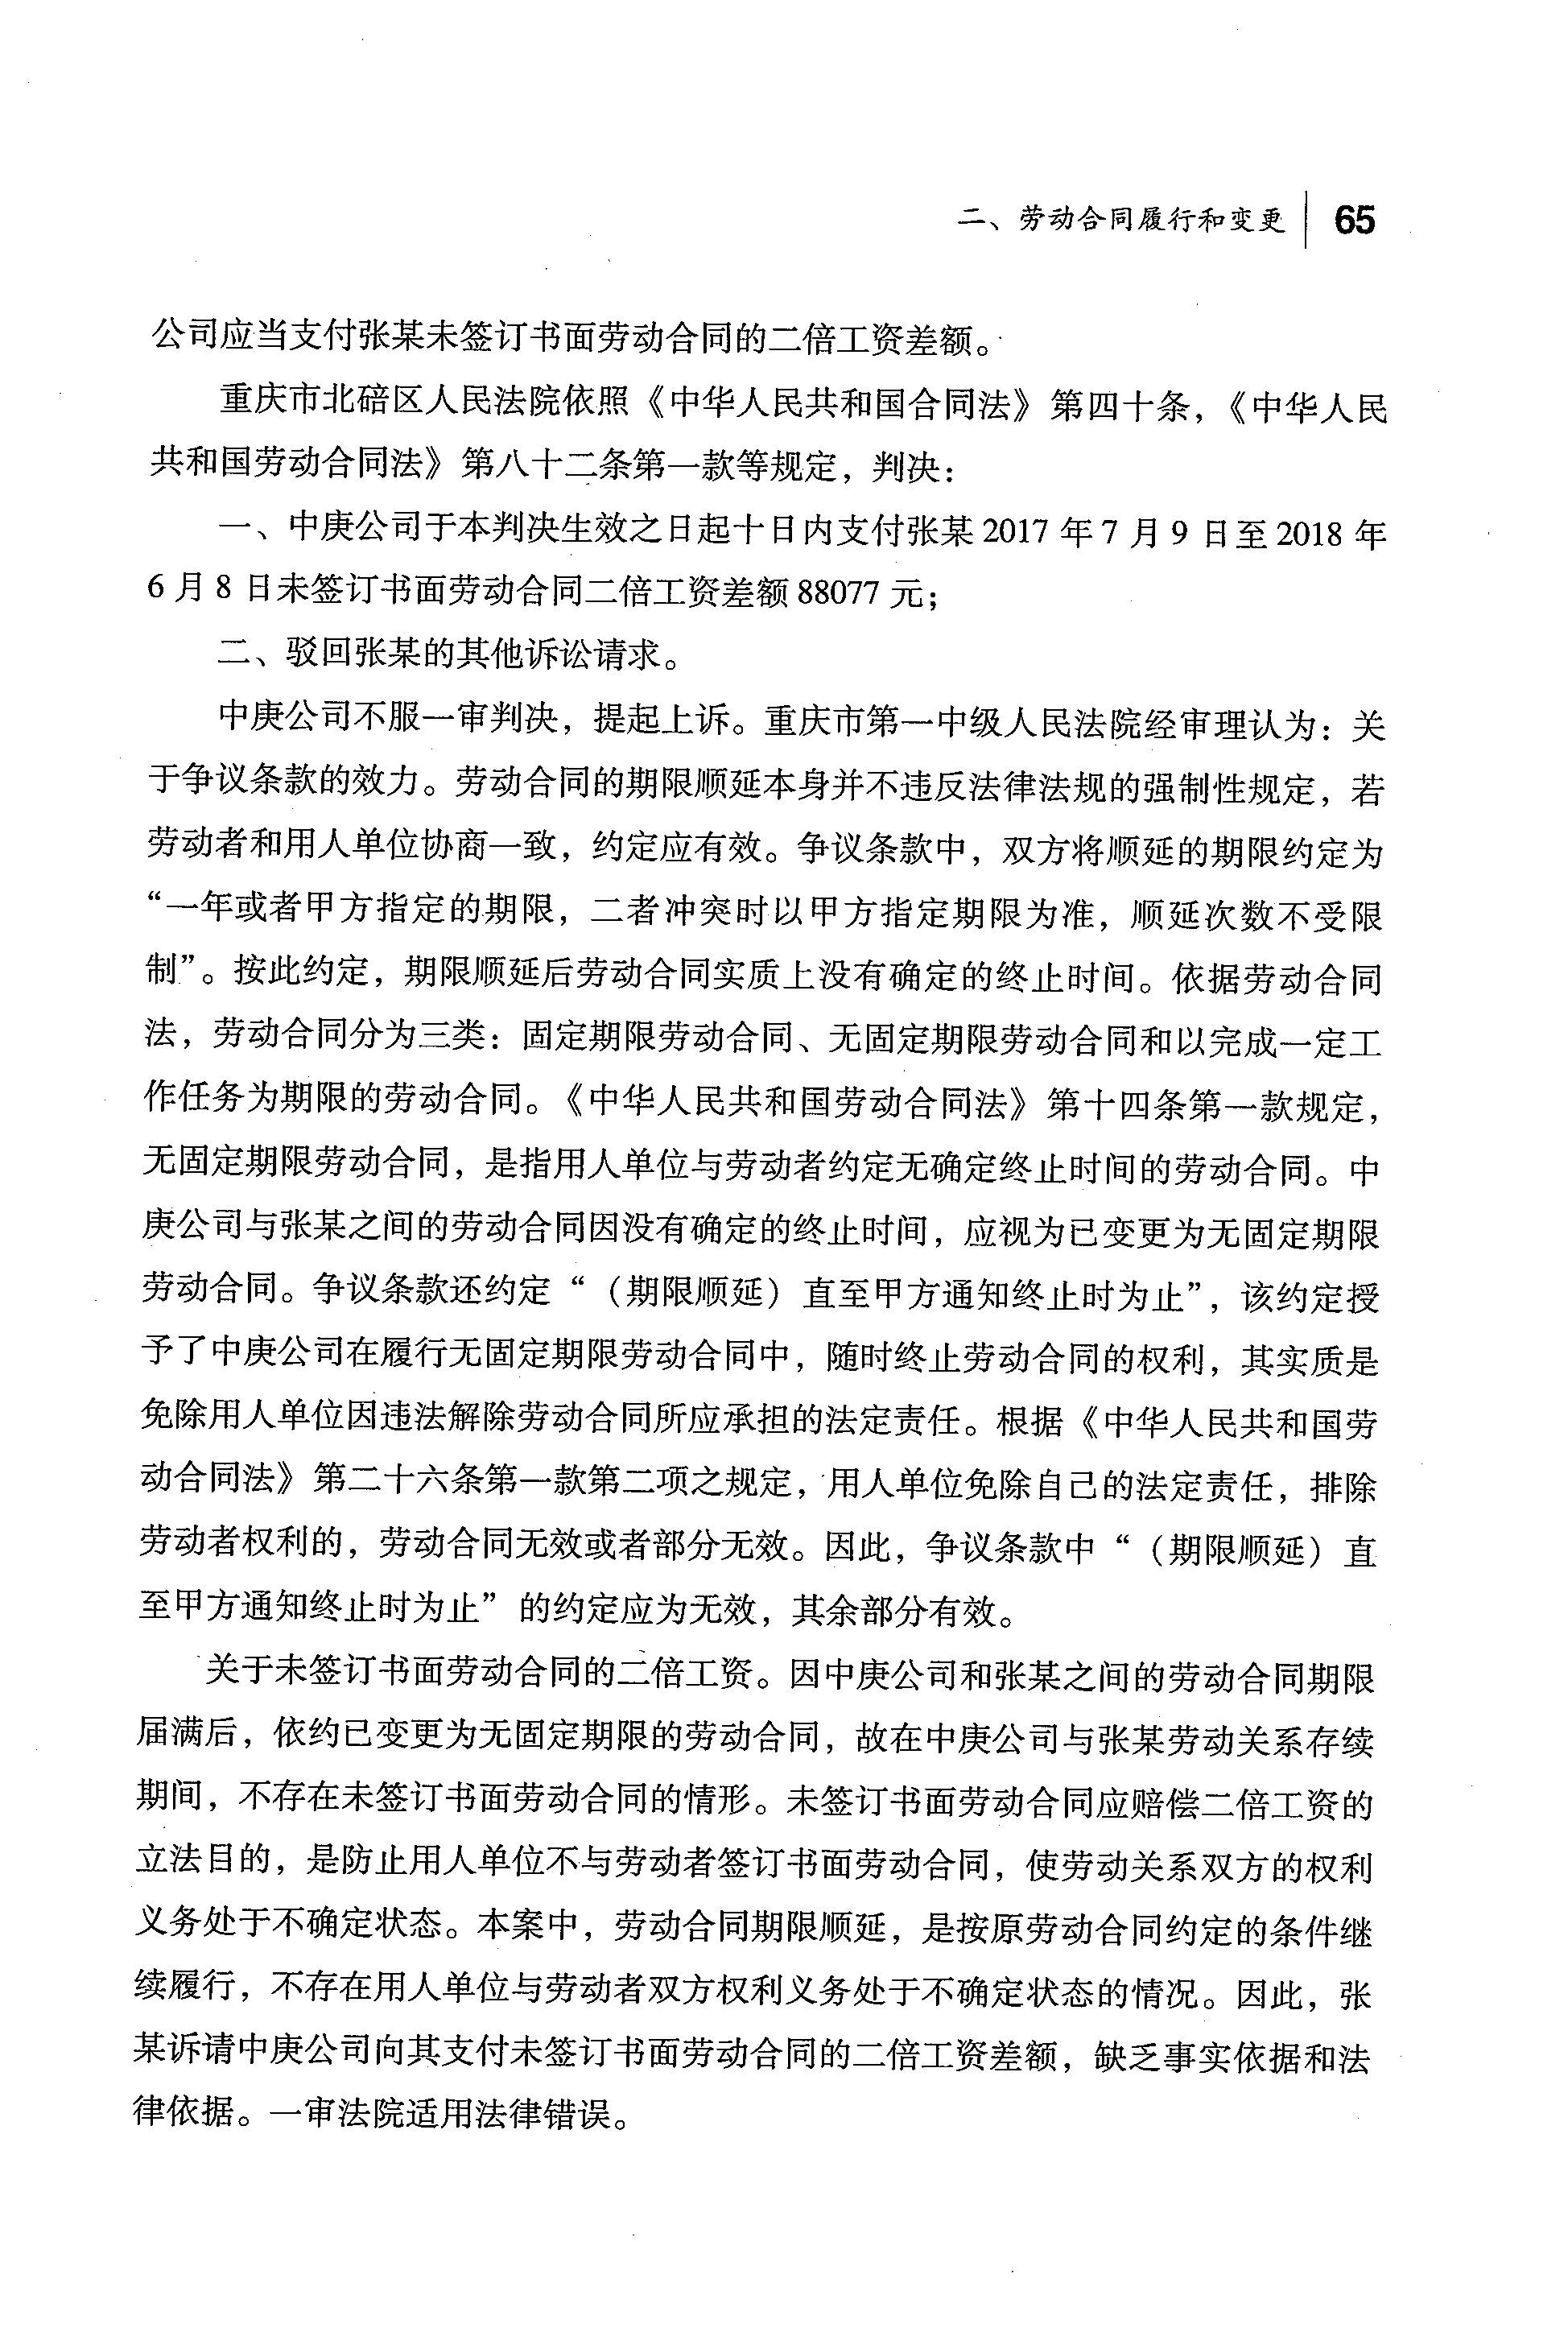 二、劳动合同履行和变更 65
公司应当支付张某未签订书面劳动合同的二倍工资差额。
重庆市北碚区人民法院依照《中华人民共和国合同法》第四十条，《中华人民
共和国劳动合同法》第八十二条第一款等规定，判决：
一、中庚公司于本判决生效之日起十日内支付张某 2017 年 7 月 9 日至 2018 年
6 月 8 日未签订书面劳动合同二倍工资差额 88077 元；
二、驳回张某的其他诉讼请求。
中庚公司不服一审判决，提起上诉。重庆市第一中级人民法院经审理认为：关
于争议条款的效力。劳动合同的期限顺延本身并不违反法律法规的强制性规定，若
劳动者和用人单位协商一致，约定应有效。争议条款中，双方将顺延的期限约定为
“一年或者甲方指定的期限，二者冲突时以甲方指定期限为准，顺延次数不受限
制”。按此约定，期限顺延后劳动合同实质上没有确定的终止时间。依据劳动合同
法，劳动合同分为三类：固定期限劳动合同、无固定期限劳动合同和以完成一定工
作任务为期限的劳动合同。《中华人民共和国劳动合同法》第十四条第一款规定，
无固定期限劳动合同，是指用人单位与劳动者约定无确定终止时间的劳动合同。中
庚公司与张某之间的劳动合同因没有确定的终止时间，应视为已变更为无固定期限
劳动合同。争议条款还约定“（期限顺延）直至甲方通知终止时为止”，该约定授
予了中庚公司在履行无固定期限劳动合同中，随时终止劳动合同的权利，其实质是
免除用人单位因违法解除劳动合同所应承担的法定责任。根据《中华人民共和国劳
动合同法》第二十六条第一款第二项之规定，用人单位免除自己的法定责任，排除
劳动者权利的，劳动合同无效或者部分无效。因此，争议条款中“（期限顺延）直
至甲方通知终止时为止”的约定应为无效，其余部分有效。
关于未签订书面劳动合同的二倍工资。因中庚公司和张某之间的劳动合同期限
届满后，依约已变更为无固定期限的劳动合同，故在中庚公司与张某劳动关系存续
期间，不存在未签订书面劳动合同的情形。未签订书面劳动合同应赔偿二倍工资的
立法目的，是防止用人单位不与劳动者签订书面劳动合同，使劳动关系双方的权利
义务处于不确定状态。本案中，劳动合同期限顺延，是按原劳动合同约定的条件继
续履行，不存在用人单位与劳动者双方权利义务处于不确定状态的情况。因此，张
某诉请中庚公司向其支付未签订书面劳动合同的二倍工资差额，缺乏事实依据和法
律依据。一审法院适用法律错误。